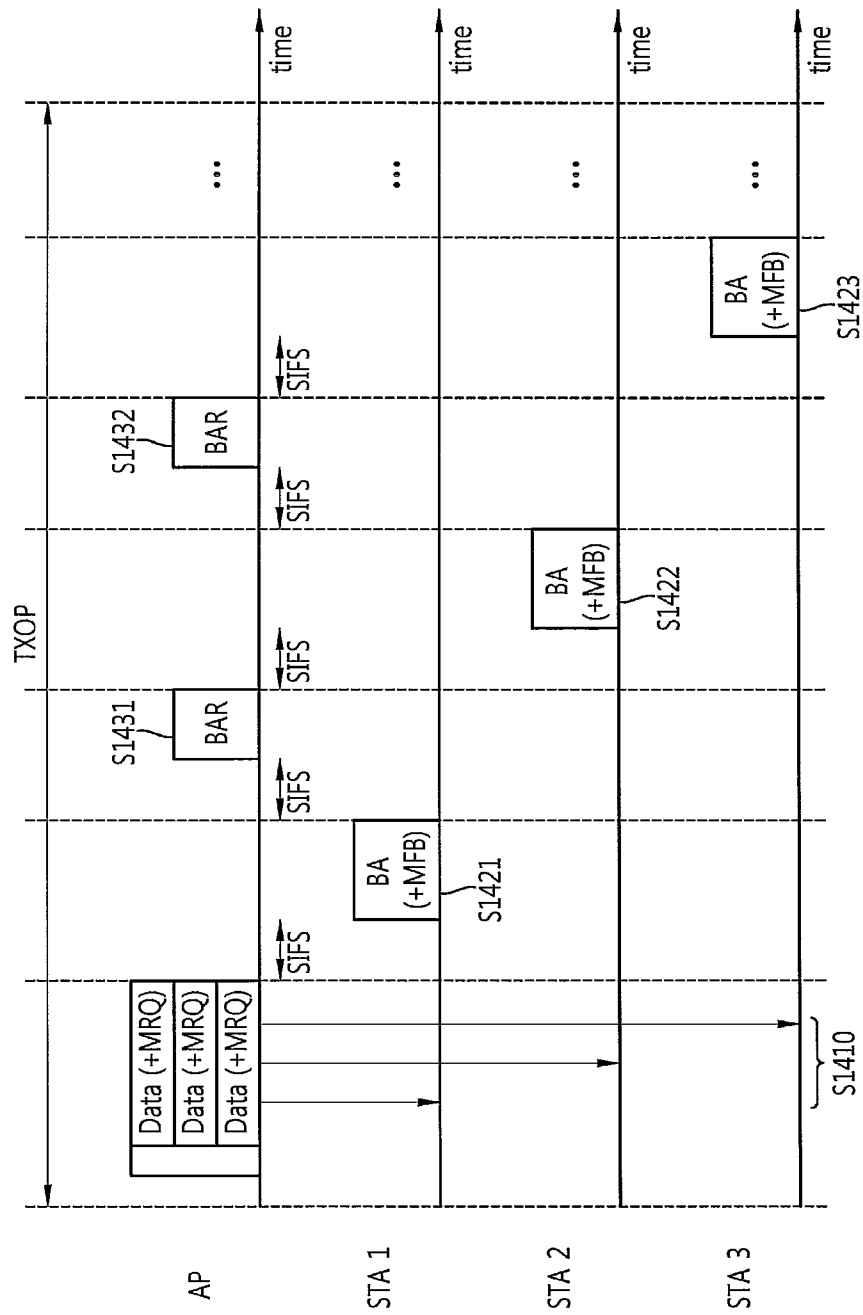 TXOP
AP
Data (+MRQ)
Data (+MRQ)
Data (+MRQ)
S1431
BAR
S1432
BAR
...
time
SIFS
SIFS
SIFS
SIFS
SIFS
STA 1
BA
(+MFB)
S1421
...
time
STA 2
BA
(+MFB)
S1422
...
time
STA 3
BA
(+MFB)
S1423
...
time
S1410